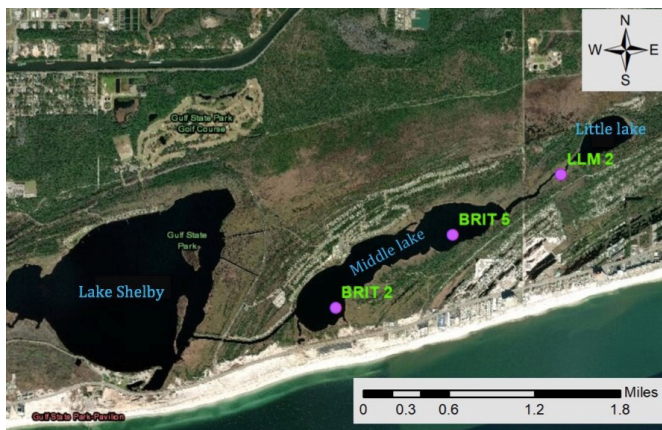 N
W E
S
Little lake
Gulf State Park
Golf Course
LLM 2
BRIT 5
Gulf State
Park
Middle lake
Lake Shelby
BRIT 2
Miles
0 0.3 0.6 1.2 1.8
Gulf State Park-Pavilion